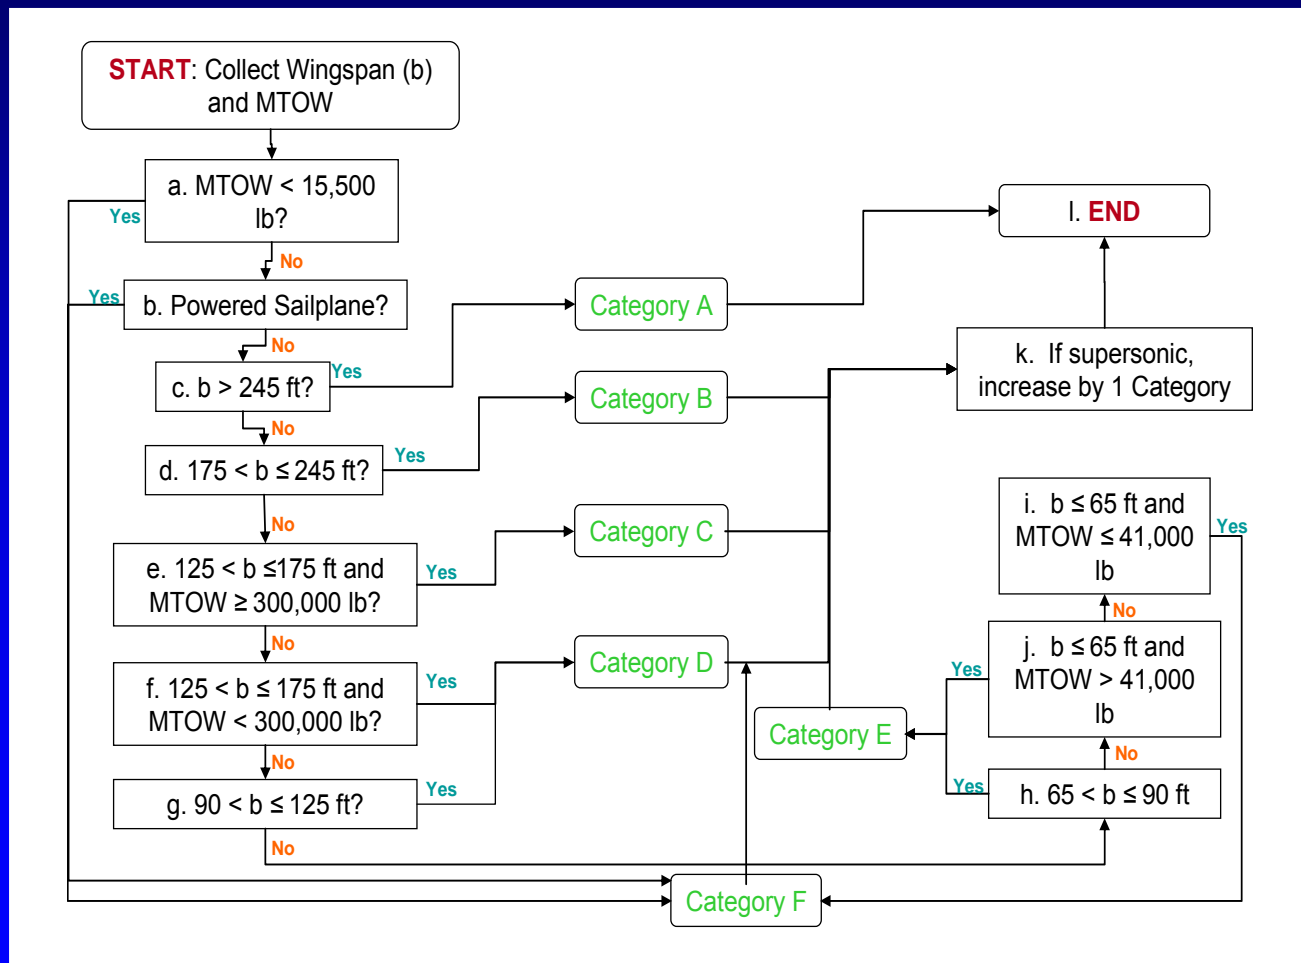 START: Collect Wingspan (b)
and MTOW
a. MTOW < 15,500
lb?
Yes
No
b. Powered Sailplane?
Yes
No
c. b > 245 ft?
Yes
No
d. 175 < b ≤ 245 ft?
Yes
No
e. 125 < b ≤175 ft and
MTOW ≥ 300,000 lb?
Yes
No
f. 125 < b ≤ 175 ft and
MTOW < 300,000 lb?
Yes
No
g. 90 < b ≤ 125 ft?
Yes
No
Category A
Category B
Category C
Category D
Category E
Category F
l. END
k. If supersonic,
increase by 1 Category
i. b ≤ 65 ft and
MTOW ≤ 41,000
lb
Yes
No
j. b ≤ 65 ft and
MTOW > 41,000
lb
Yes
No
h. 65 < b ≤ 90 ft
Yes